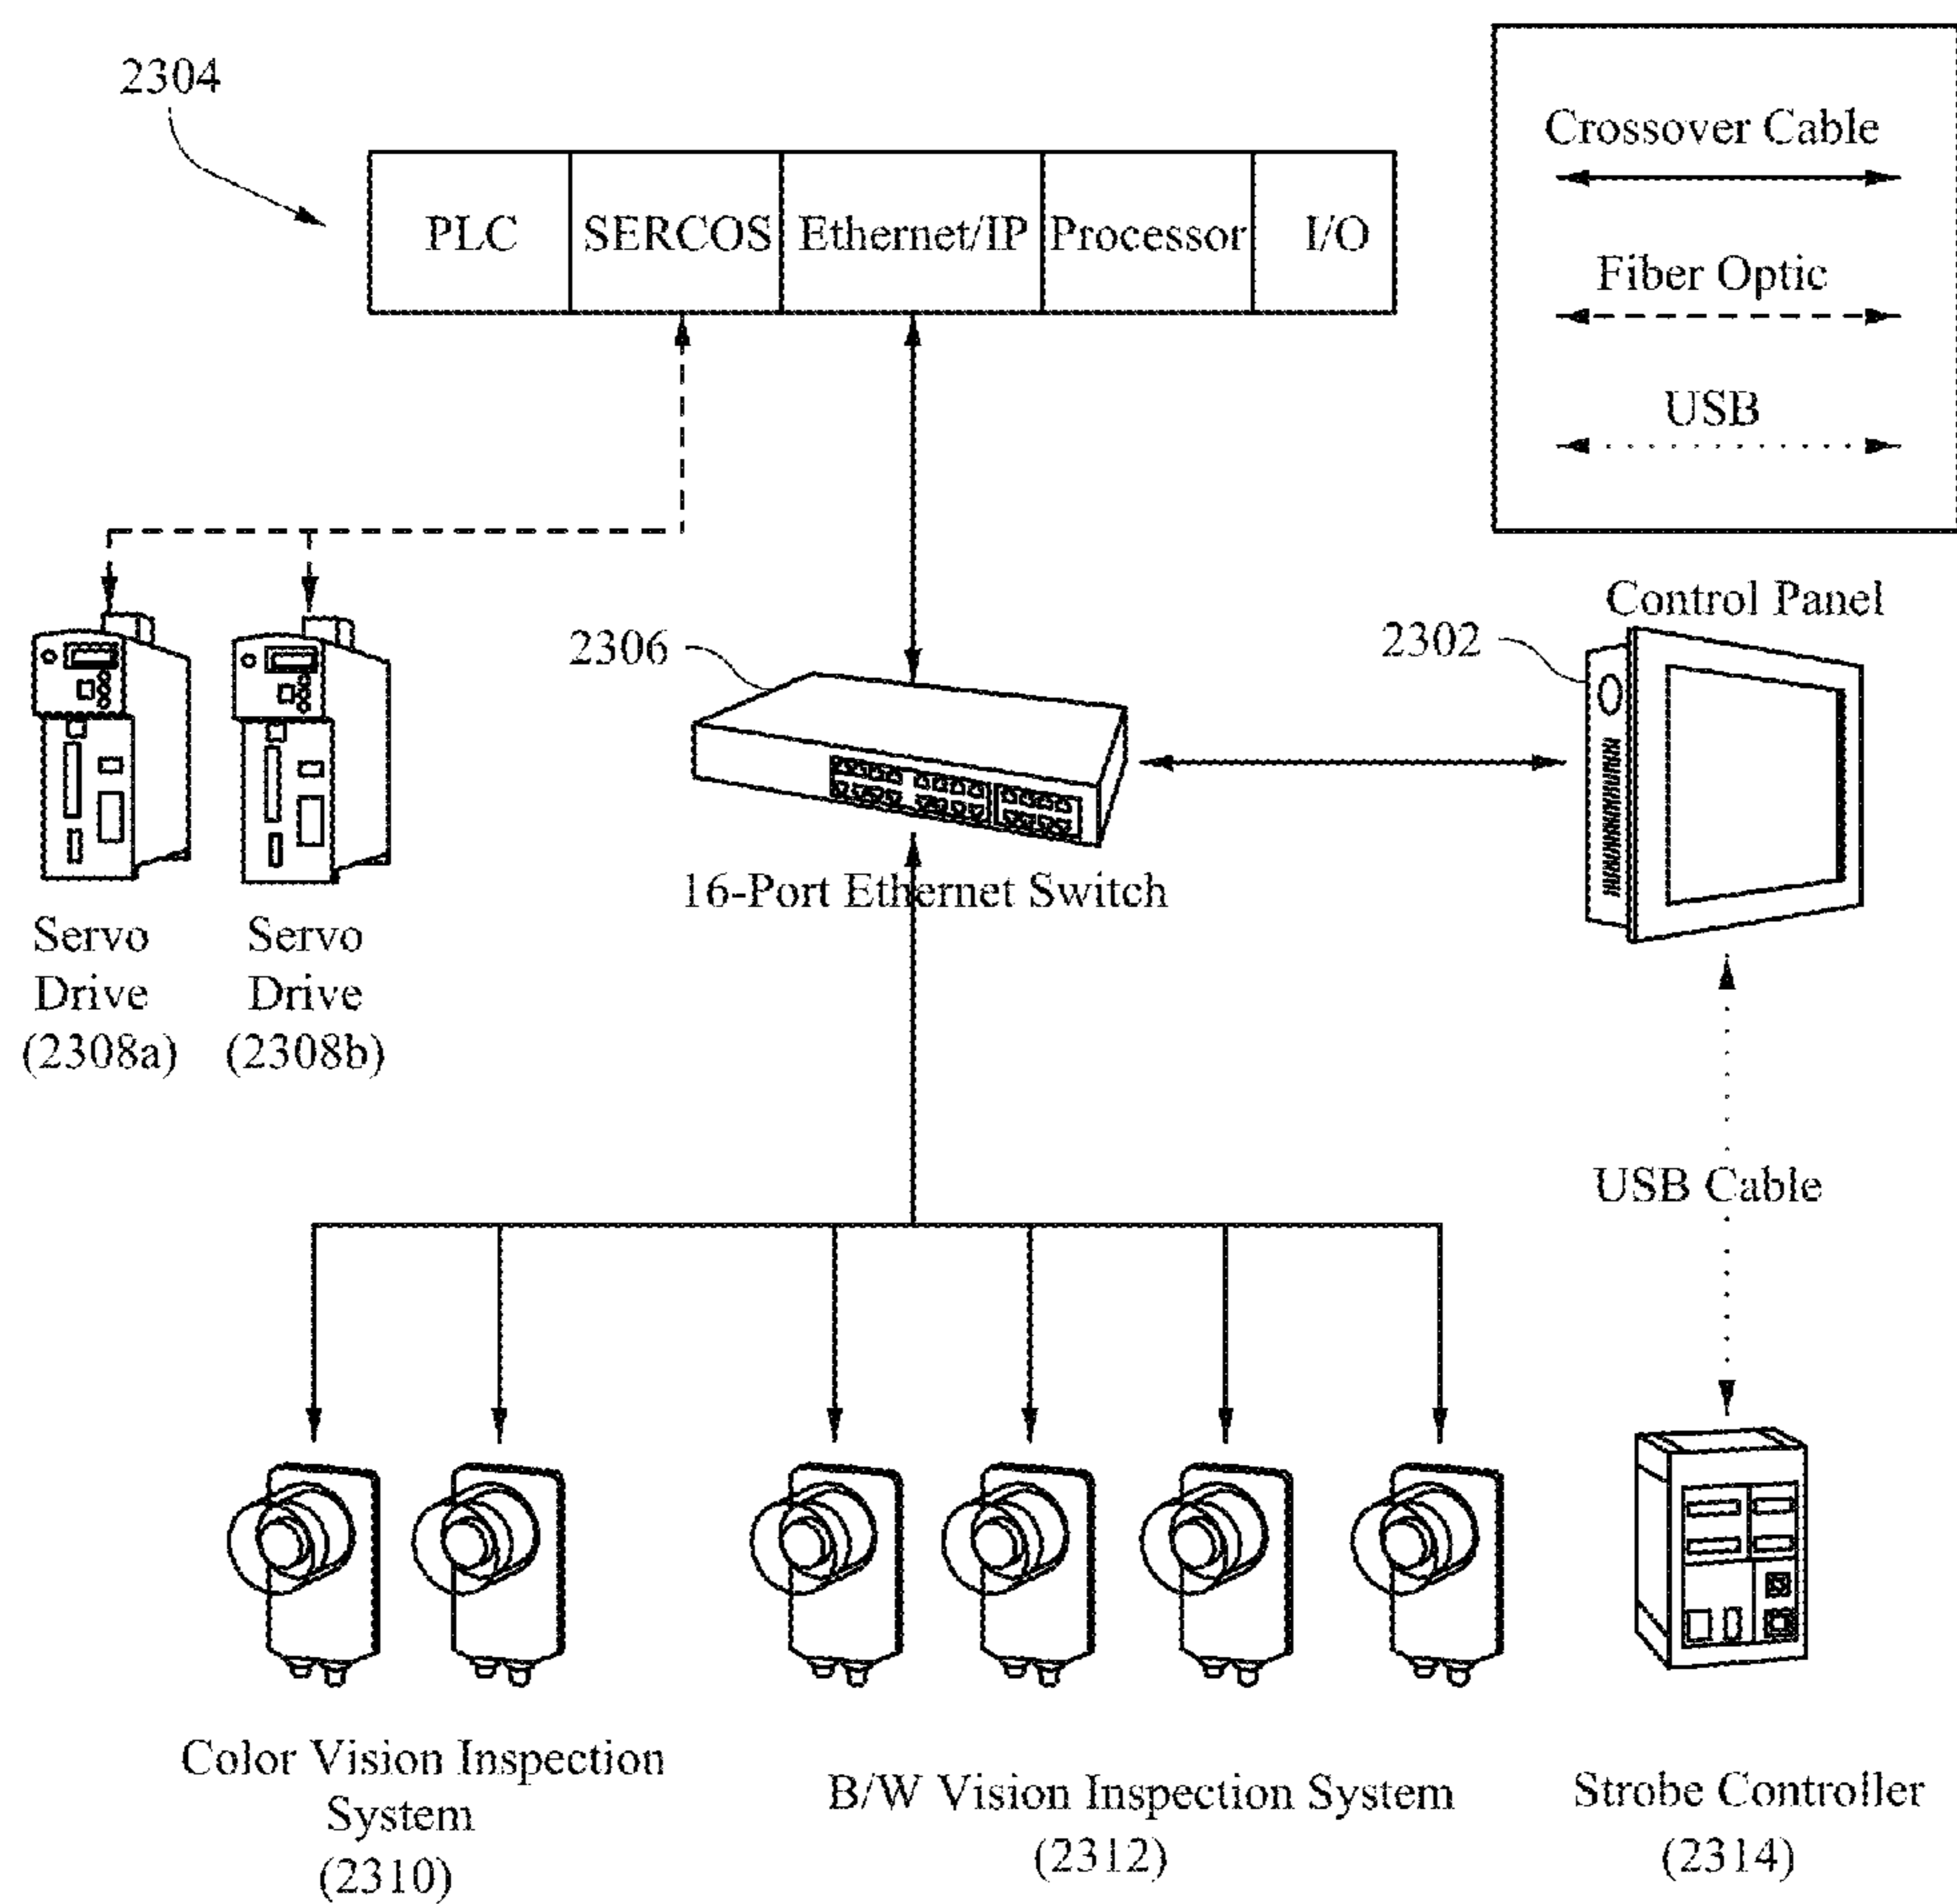 2304
PLC
SERCOS
Ethernet/IP
Processor
I/O
Crossover Cable
Fiber Optic
USB
Control Panel
2306
2302
16-Port Ethernet Switch
Servo
Drive
(2308a)
Servo
Drive
(2308b)
USB Cable
Color Vision Inspection
System
(2310)
B/W Vision Inspection System
(2312)
Strobe Controller
(2314)